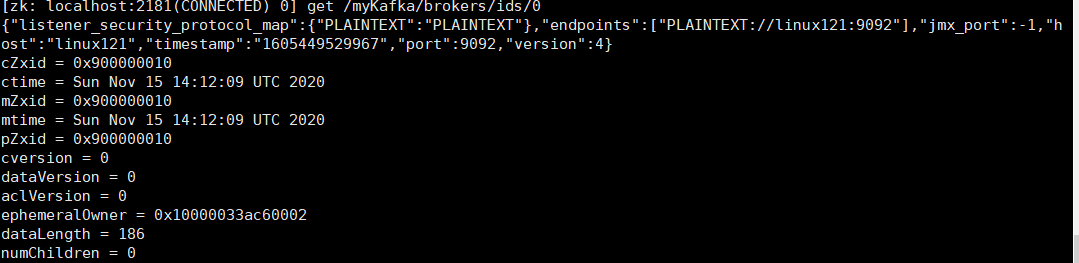 [zk: localhost:2181(CONNECTED) 0] get /myKafka/brokers/ids/0
{"listener_security_protocol_map":{"PLAINTEXT":"PLAINTEXT"},"endpoints":["PLAINTEXT://linux121:9092"],"jmx_port":-1,"h
ost":"linux121","timestamp":"1605449529967","port":9092,"version":4}
cZxid = 0x900000010
ctime = Sun Nov 15 14:12:09 UTC 2020
mZxid = 0x900000010
mtime = Sun Nov 15 14:12:09 UTC 2020
pZxid = 0x900000010
cversion = 0
dataVersion = 0
aclVersion = 0
ephemeralOwner = 0x10000033ac60002
dataLength = 186
numChildren = 0